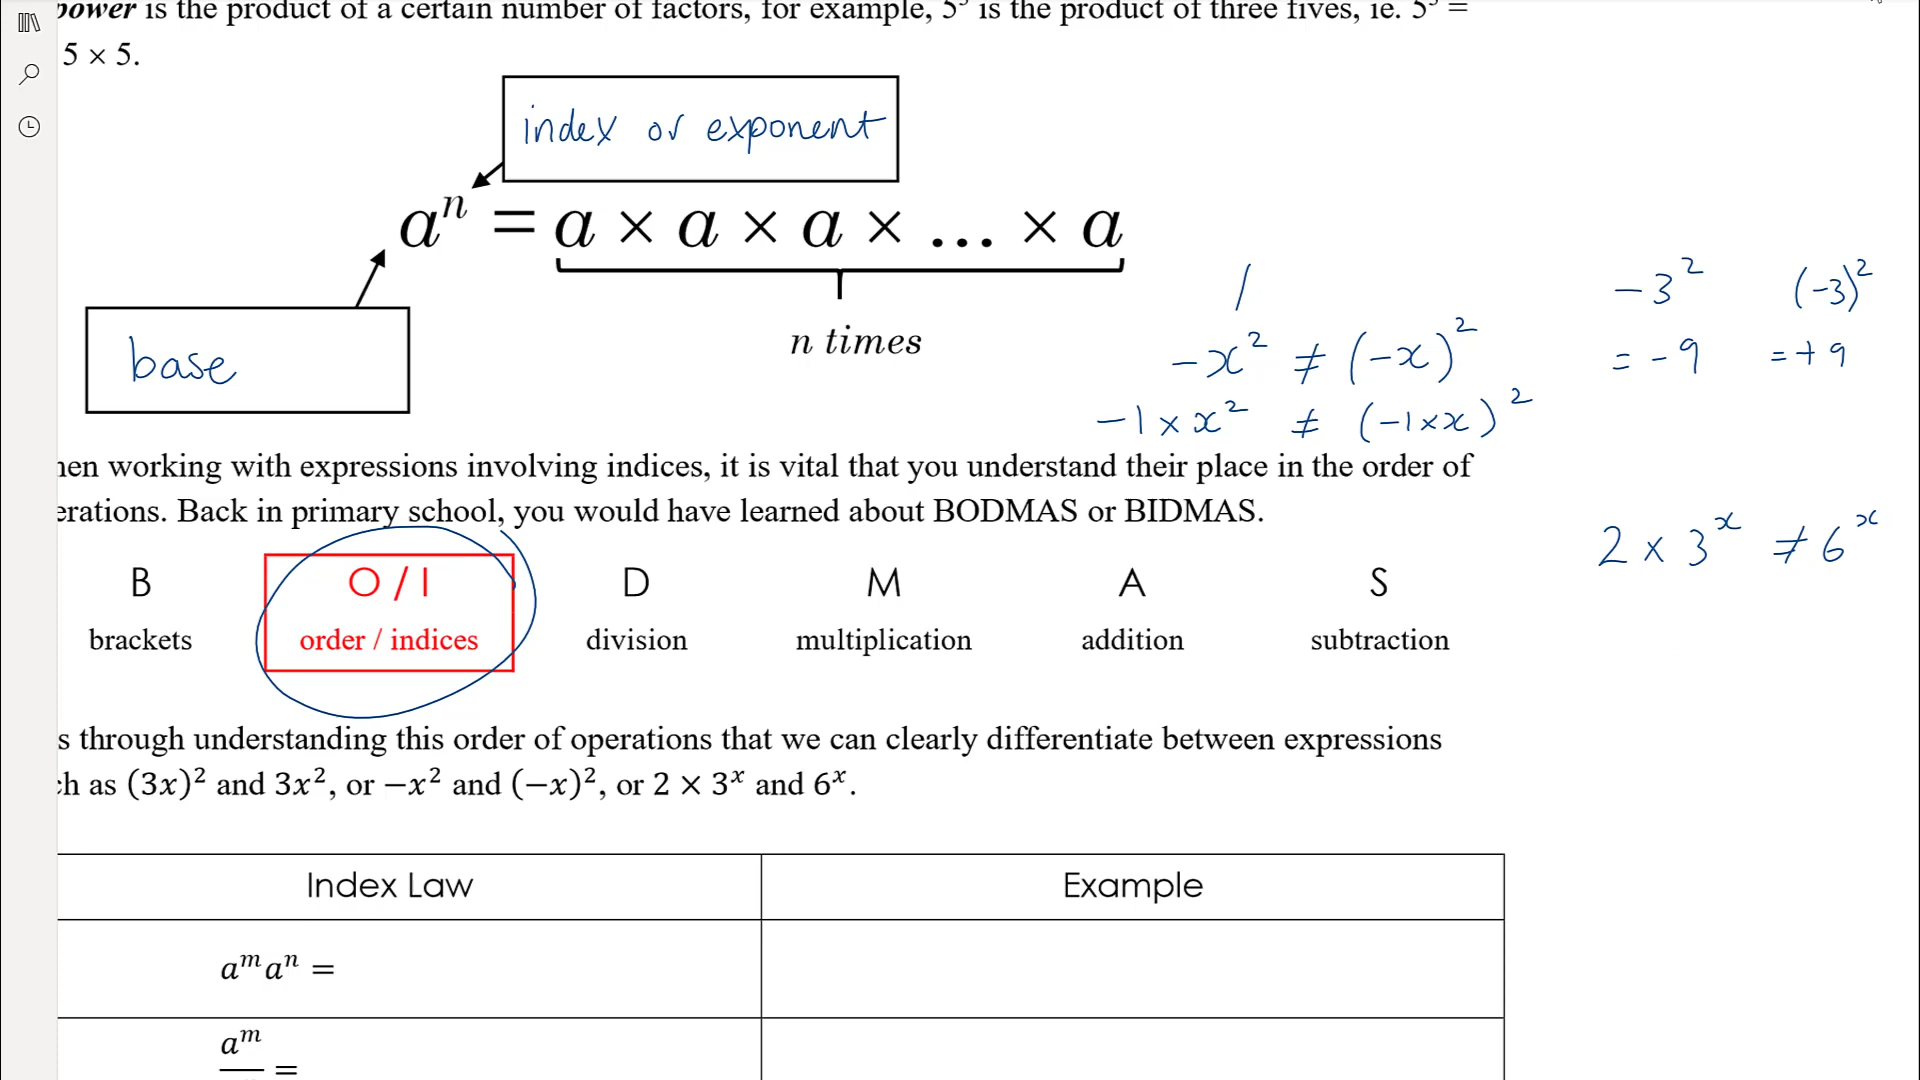 power is the product of a certain number of factors, for example, 5³ is the product of three fives, ie. 5³ =
5 × 5.
index or exponent
aⁿ = a × a × a × ... × a
n times
base
/
-x² ≠ (-x)²
-1 × x² ≠ (-1×x)²
-3² (-3)²
= -9 = +9
hen working with expressions involving indices, it is vital that you understand their place in the order of
erations. Back in primary school, you would have learned about BODMAS or BIDMAS.
2 × 3ˣ ≠ 6ˣ
B O / I D M A S
brackets order / indices division multiplication addition subtraction
s through understanding this order of operations that we can clearly differentiate between expressions
ch as (3x)² and 3x², or −x² and (−x)², or 2 × 3ˣ and 6ˣ.
Index Law Example
aᵐaⁿ =
aᵐ
=